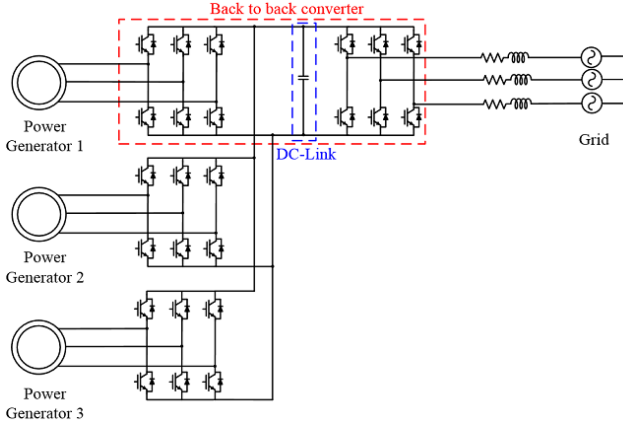 Back to back converter
Power
Generator 1
DC-Link
Grid
Power
Generator 2
Power
Generator 3